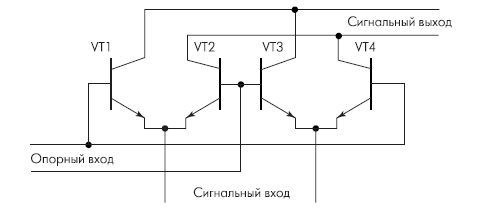 Сигнальный выход
VT1 VT2 VT3 VT4
Опорный вход
Сигнальный вход